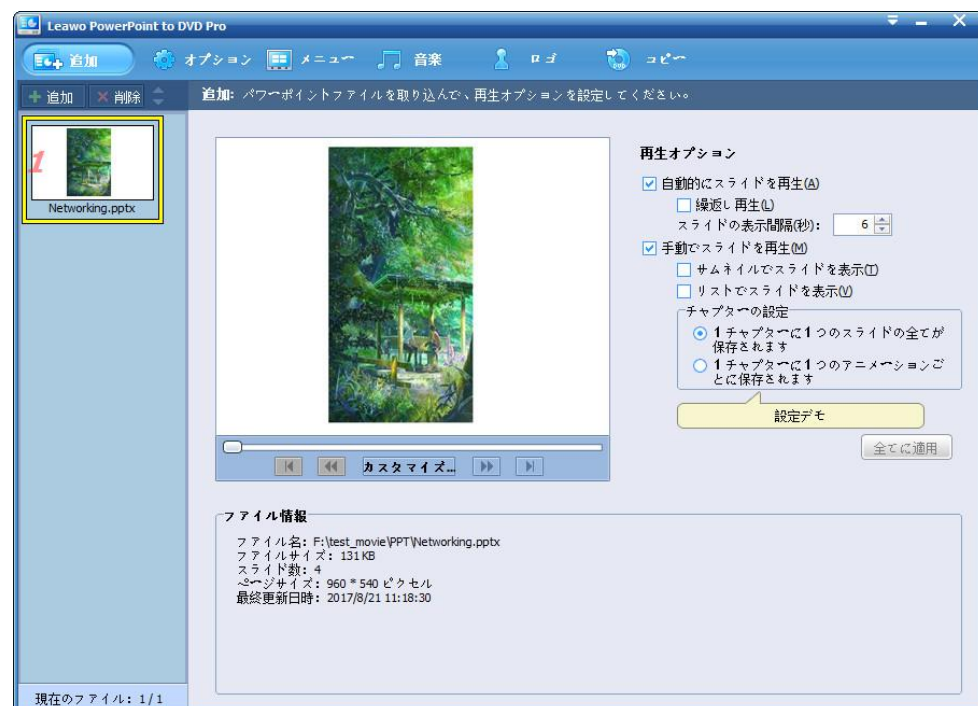 Leawo PowerPoint to DVD Pro
追加 オプション メニュー 音楽 ロゴ コピー
追加 削除
追加: パワーポイントファイルを取り込んで、再生オプションを設定してください。
1
Networking.pptx
再生オプション
自動的にスライドを再生(A)
繰返し再生(L)
スライドの表示間隔(秒): 6
手動でスライドを再生(M)
サムネイルでスライドを表示(T)
リストでスライドを表示(V)
チャプターの設定
1チャプターに1つのスライドの全てが
保存されます
1チャプターに1つのアニメーションご
とに保存されます
設定デモ
全てに適用
カスタマイズ...
ファイル情報
ファイル名: F:\test_movie\PPT\Networking.pptx
ファイルサイズ: 131 KB
スライド数: 4
ページサイズ: 960 * 540 ピクセル
最終更新日時: 2017/8/21 11:18:30
現在のファイル: 1/1